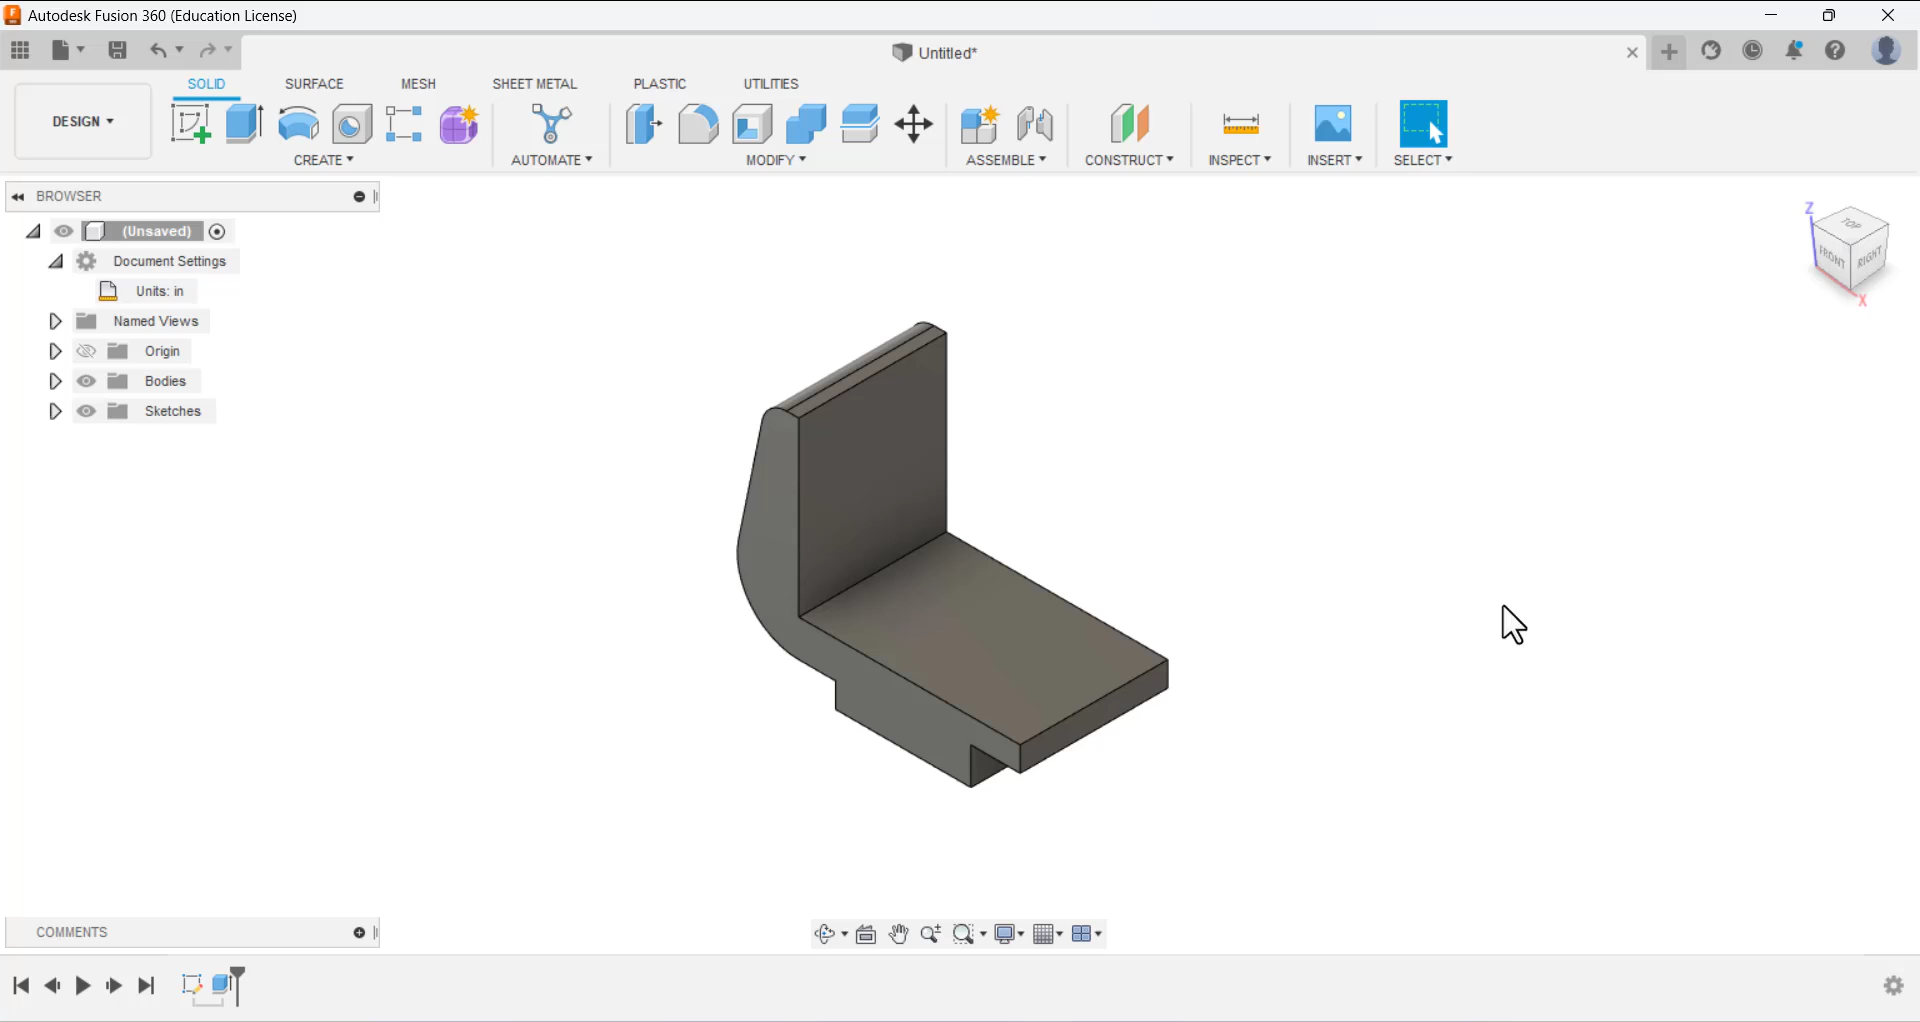 Autodesk Fusion 360 (Education License)
Untitled*
SOLID SURFACE MESH SHEET METAL PLASTIC UTILITIES
DESIGN
CREATE AUTOMATE MODIFY ASSEMBLE CONSTRUCT INSPECT INSERT SELECT
BROWSER
(Unsaved)
Document Settings
Units: in
Named Views
Origin
Bodies
Sketches
Z
TOP
FRONT RIGHT
X
COMMENTS